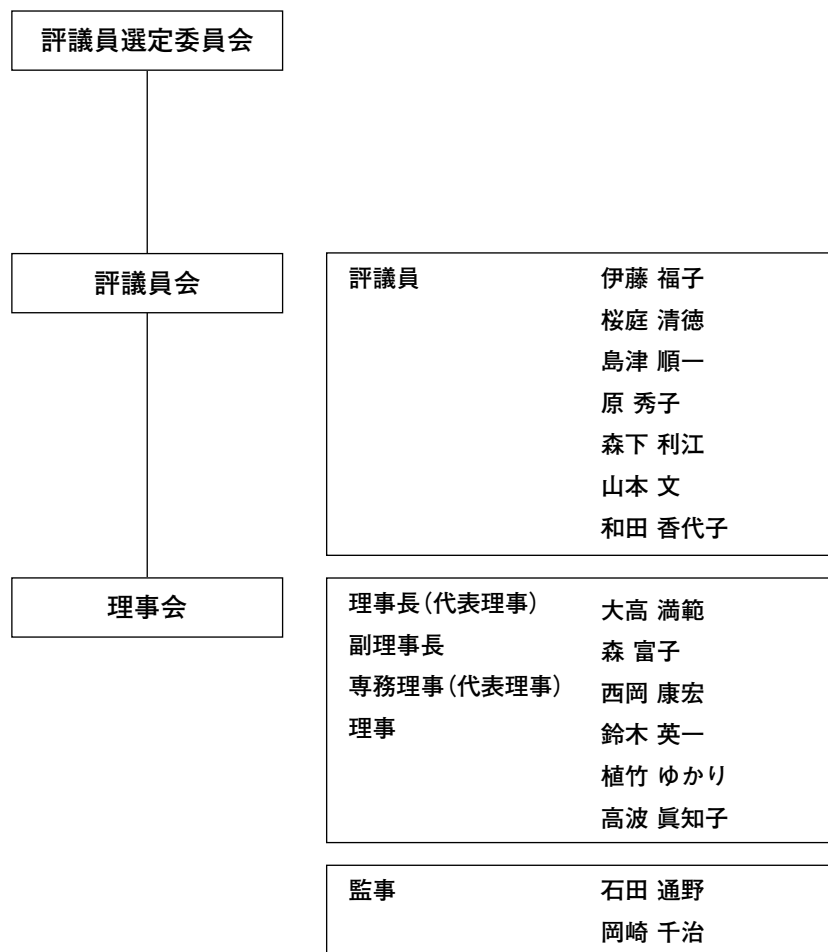 評議員選定委員会
評議員会
評議員 伊藤 福子
桜庭 清徳
島津 順一
原 秀子
森下 利江
山本 文
和田 香代子
理事会
理事長(代表理事) 大高 満範
副理事長 森 富子
専務理事(代表理事) 西岡 康宏
理事 鈴木 英一
植竹 ゆかり
高波 眞知子
監事 石田 通野
岡崎 千治